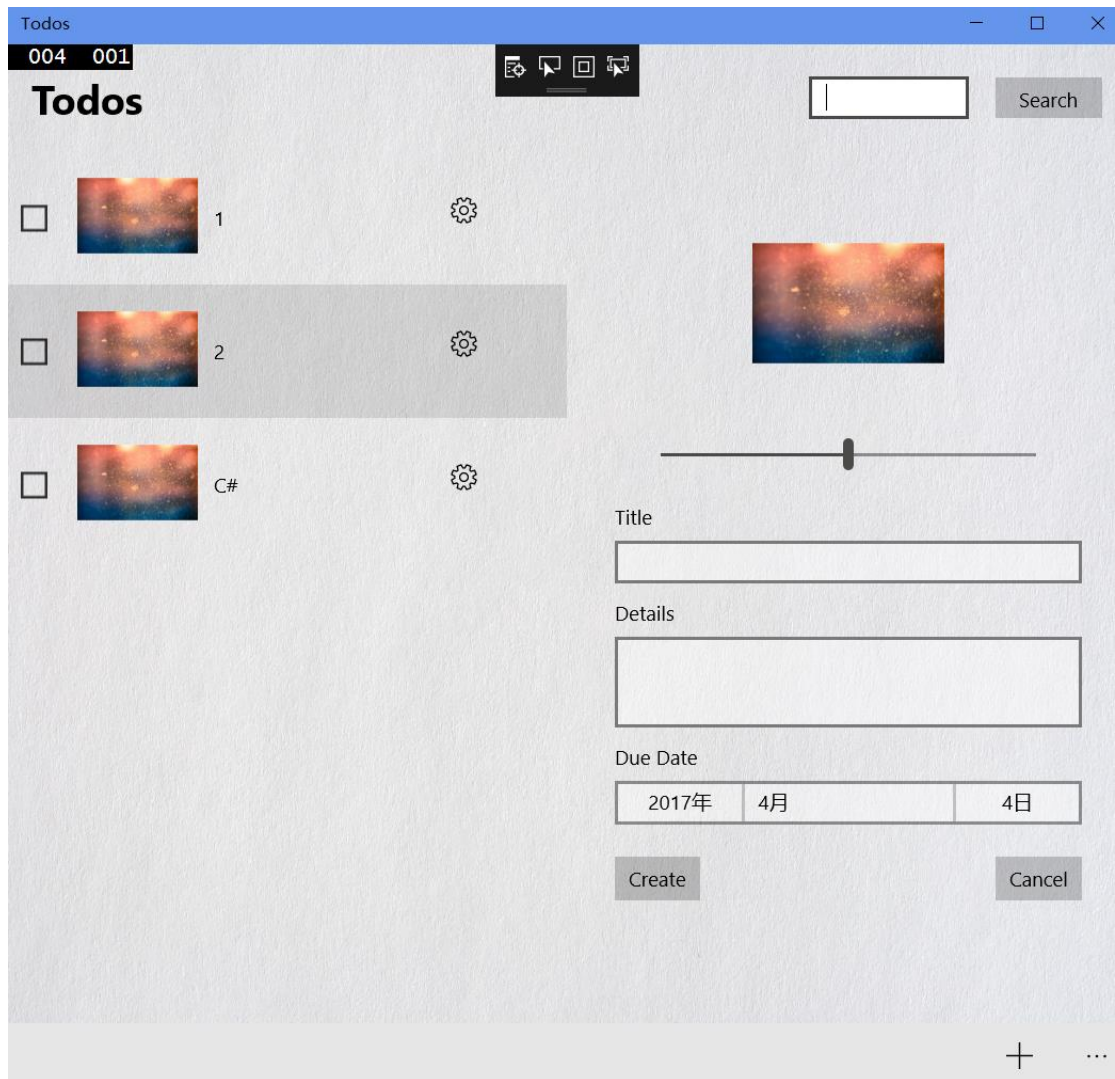 Todos
004 001
Todos
Search
1
2
C#
Title
Details
Due Date
2017年 4月 4日
Create Cancel